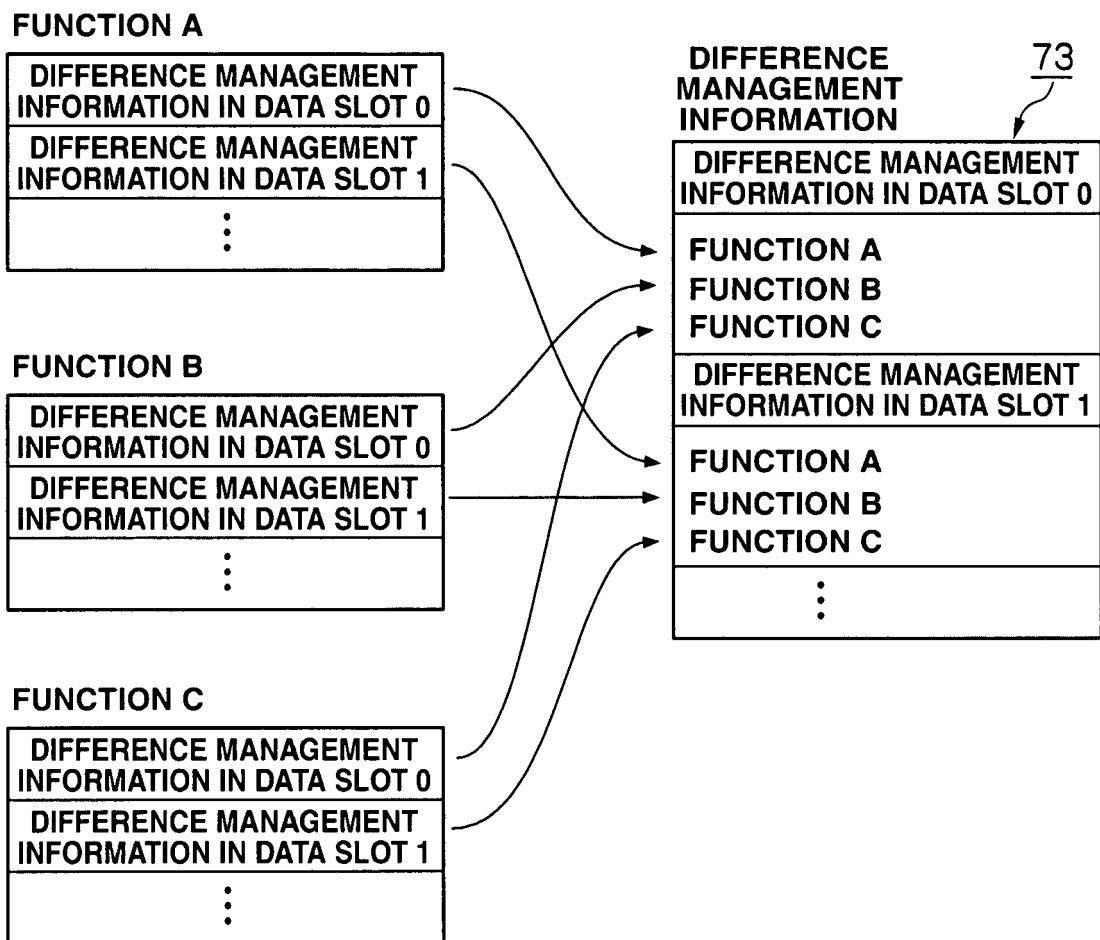 FUNCTION A
DIFFERENCE MANAGEMENT
INFORMATION IN DATA SLOT 0
DIFFERENCE MANAGEMENT
INFORMATION IN DATA SLOT 1
FUNCTION B
DIFFERENCE MANAGEMENT
INFORMATION IN DATA SLOT 0
DIFFERENCE MANAGEMENT
INFORMATION IN DATA SLOT 1
FUNCTION C
DIFFERENCE MANAGEMENT
INFORMATION IN DATA SLOT 0
DIFFERENCE MANAGEMENT
INFORMATION IN DATA SLOT 1
DIFFERENCE
MANAGEMENT
INFORMATION
73
DIFFERENCE MANAGEMENT
INFORMATION IN DATA SLOT 0
FUNCTION A
FUNCTION B
FUNCTION C
DIFFERENCE MANAGEMENT
INFORMATION IN DATA SLOT 1
FUNCTION A
FUNCTION B
FUNCTION C